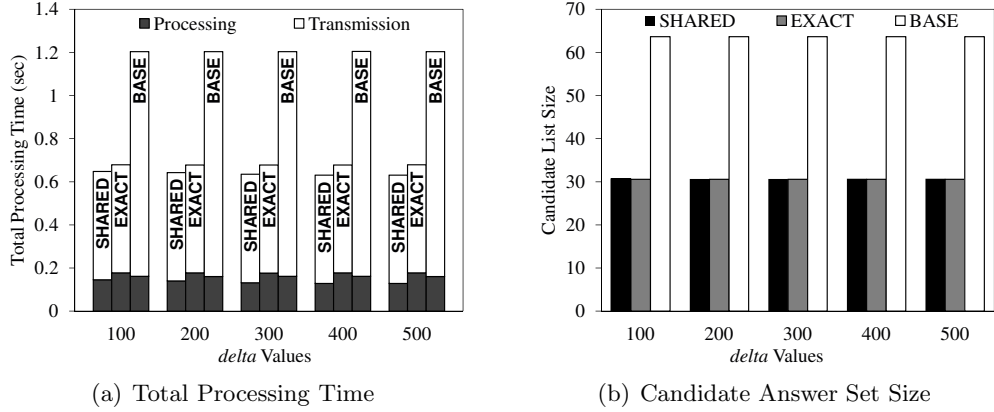 Processing Transmission
Total Processing Time (sec)
1.4
1.2
1
0.8
0.6
0.4
0.2
0
SHARED
EXACT
BASE
SHARED
EXACT
BASE
SHARED
EXACT
BASE
SHARED
EXACT
BASE
SHARED
EXACT
BASE
100 200 300 400 500
delta Values
(a) Total Processing Time
SHARED EXACT BASE
Candidate List Size
70
60
50
40
30
20
10
0
100 200 300 400 500
delta Values
(b) Candidate Answer Set Size